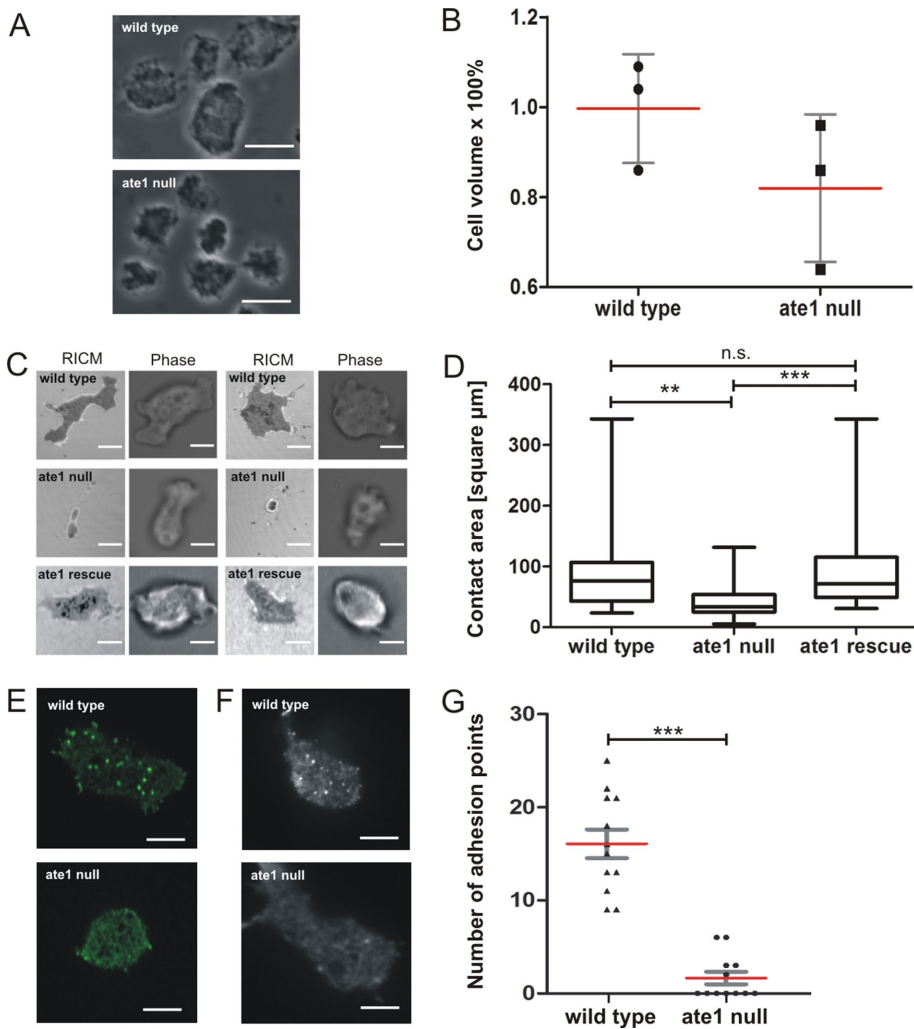 A
wild type
ate1 null
B
Cell volume x 100%
1.2
1.0
0.8
0.6
wild type
ate1 null
C
RICM
Phase
RICM
Phase
wild type
wild type
ate1 null
ate1 null
ate1 rescue
ate1 rescue
D
Contact area [square µm]
400
300
200
100
0
n.s.
**
***
wild type
ate1 null
ate1 rescue
E
wild type
ate1 null
F
wild type
ate1 null
G
Number of adhesion points
30
20
10
0
***
wild type
ate1 null